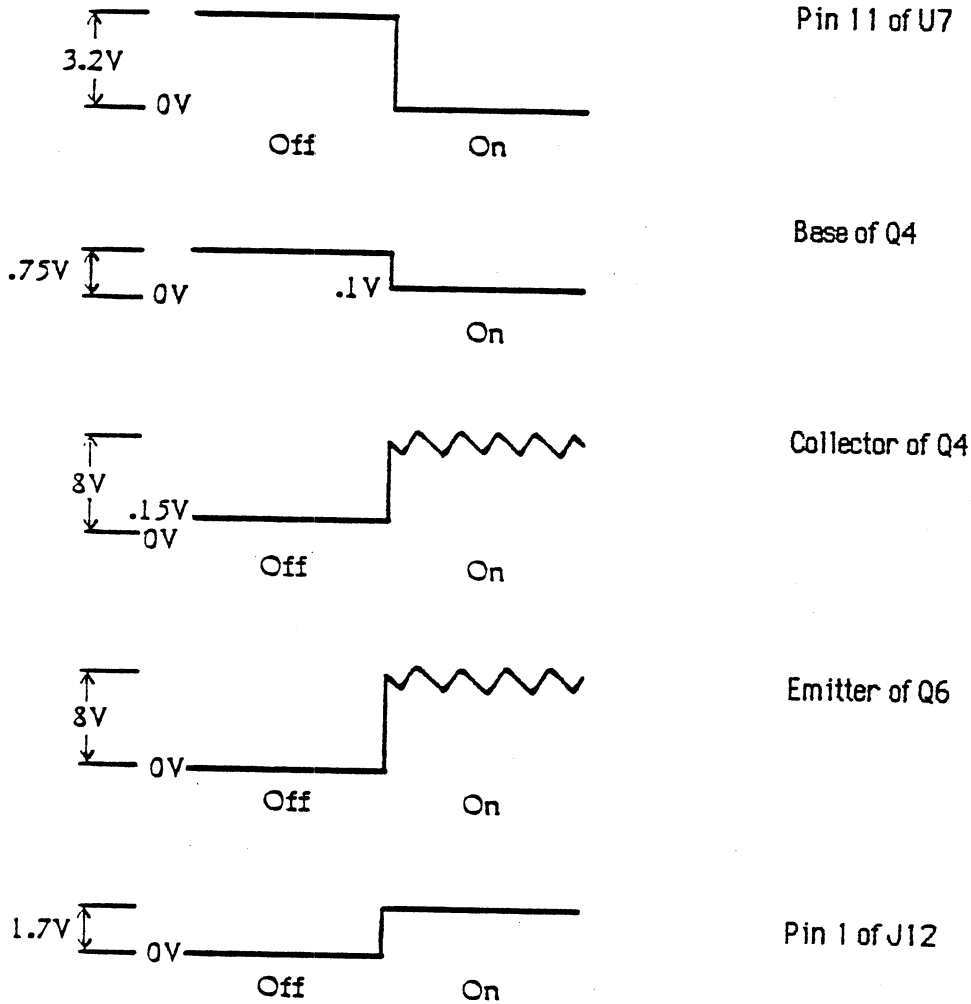 Pin 11 of U7
3.2V
0V
Off On
Base of Q4
.75V
0V
.1V
On
Collector of Q4
8V
.15V
0V
Off On
Emitter of Q6
8V
0V
Off On
1.7V
0V
Pin 1 of J12
Off On